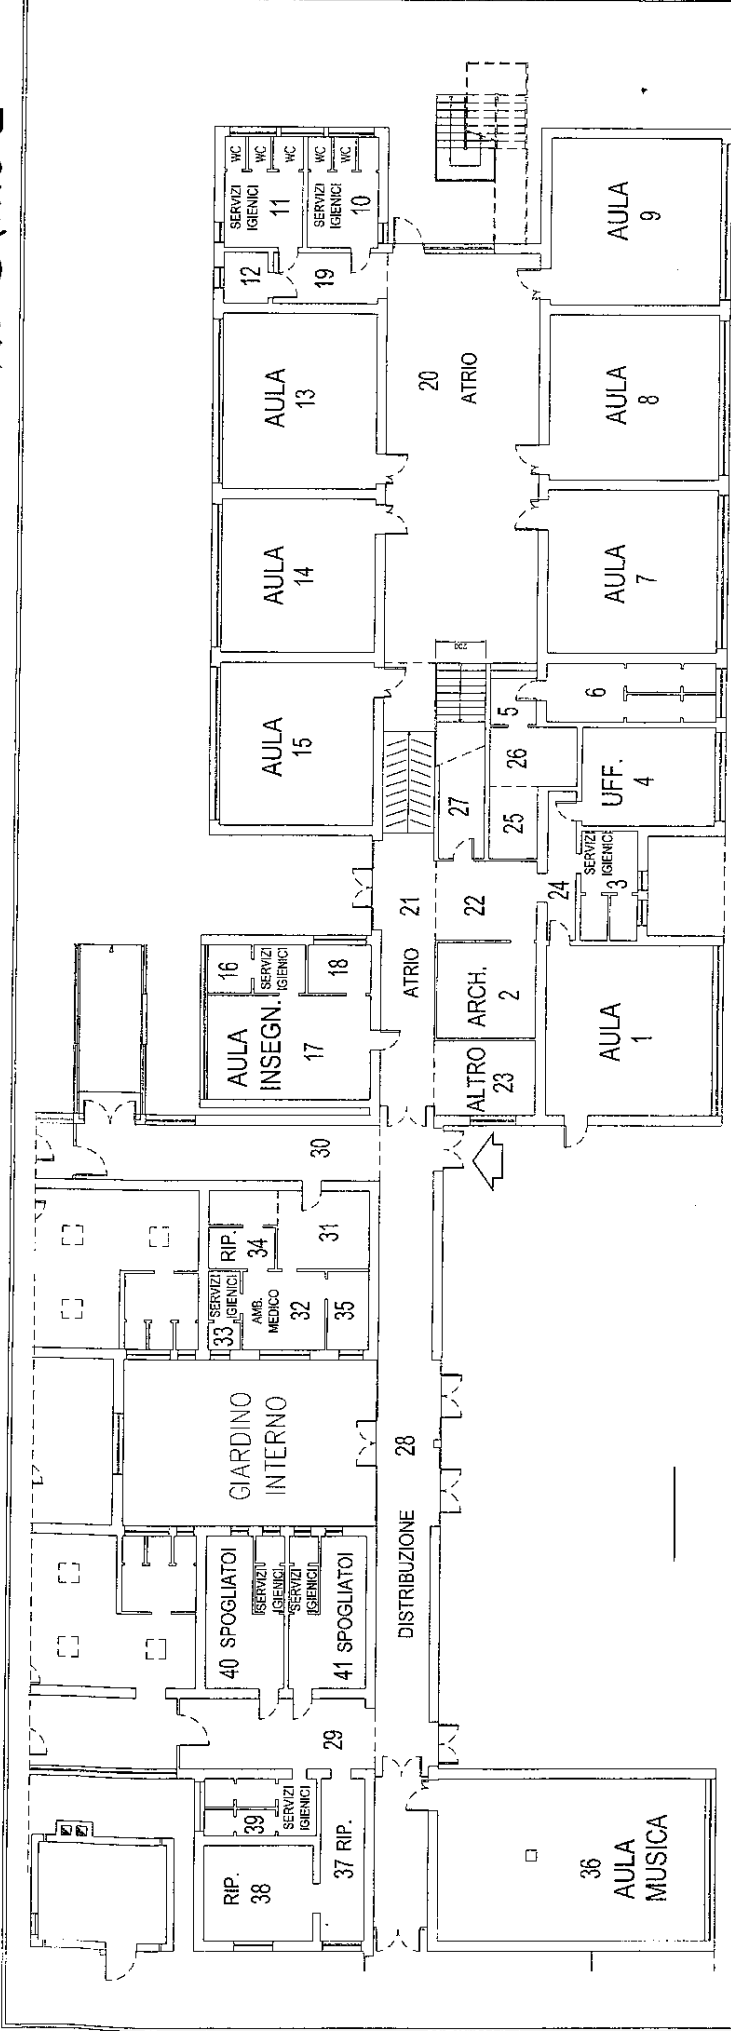 WC
WC
WC
WC
WC
SERVIZI
IGIENICI
11
SERVIZI
IGIENICI
10
12
19
AULA
9
AULA
13
20
ATRIO
AULA
8
AULA
14
AULA
7
AULA
15
5
6
26
27
25
UFF.
4
SERVIZI
IGIENICI
3
24
21
ATRIO
22
16
SERVIZI
IGIENICI
18
AULA
INSEGN.
17
ARCH.
2
ALTRO
23
AULA
1
30
RIP.
34
31
SERVIZI
IGIENICI
33
AMB.
MEDICO
32
35
GIARDINO
INTERNO
28
DISTRIBUZIONE
40 SPOGLIATOI
SERVIZI
IGIENICI
SERVIZI
IGIENICI
41 SPOGLIATOI
29
39
SERVIZI
IGIENICI
RIP.
38
37 RIP.
36
AULA
MUSICA